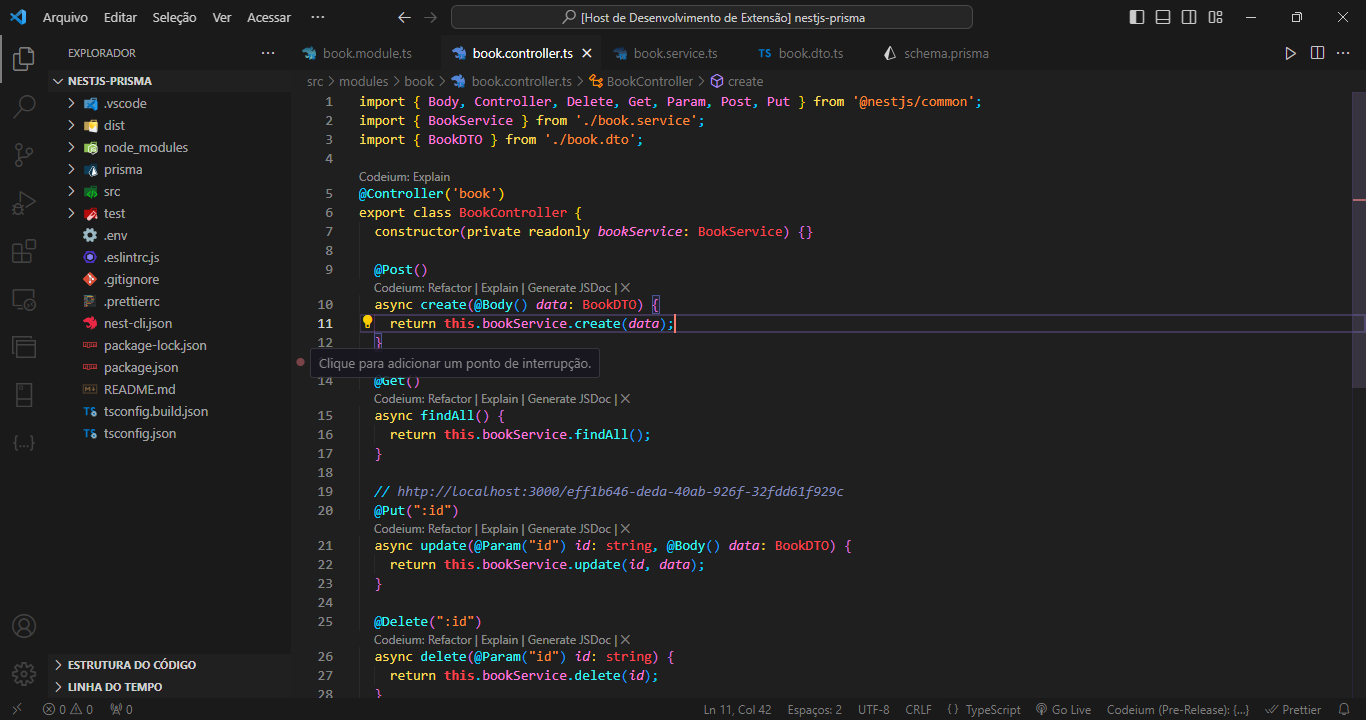 Arquivo Editar Seleção Ver Acessar ···
[Host de Desenvolvimento de Extensão] nestjs-prisma
EXPLORADOR ···
NESTJS-PRISMA
.vscode
dist
node_modules
prisma
src
test
.env
.eslintrc.js
.gitignore
.prettierrc
nest-cli.json
package-lock.json
package.json
README.md
TS tsconfig.build.json
TS tsconfig.json
ESTRUTURA DO CÓDIGO
LINHA DO TEMPO
book.module.ts book.controller.ts book.service.ts TS book.dto.ts schema.prisma
src > modules > book > book.controller.ts > BookController > create
1 import { Body, Controller, Delete, Get, Param, Post, Put } from '@nestjs/common';
2 import { BookService } from './book.service';
3 import { BookDTO } from './book.dto';
4
Codeium: Explain
5 @Controller('book')
6 export class BookController {
7 constructor(private readonly bookService: BookService) {}
8
9 @Post()
Codeium: Refactor | Explain | Generate JSDoc | ✕
10 async create(@Body() data: BookDTO) {
11 return this.bookService.create(data);
12 }
Clique para adicionar um ponto de interrupção.
14 @Get()
Codeium: Refactor | Explain | Generate JSDoc | ✕
15 async findAll() {
16 return this.bookService.findAll();
17 }
18
19 // hhtp://localhost:3000/eff1b646-deda-40ab-926f-32fdd61f929c
20 @Put(":id")
Codeium: Refactor | Explain | Generate JSDoc | ✕
21 async update(@Param("id") id: string, @Body() data: BookDTO) {
22 return this.bookService.update(id, data);
23 }
24
25 @Delete(":id")
Codeium: Refactor | Explain | Generate JSDoc | ✕
26 async delete(@Param("id") id: string) {
27 return this.bookService.delete(id);
28 }
0 0 0 Ln 11, Col 42 Espaços: 2 UTF-8 CRLF {} TypeScript Go Live Codeium (Pre-Release): {...} Prettier